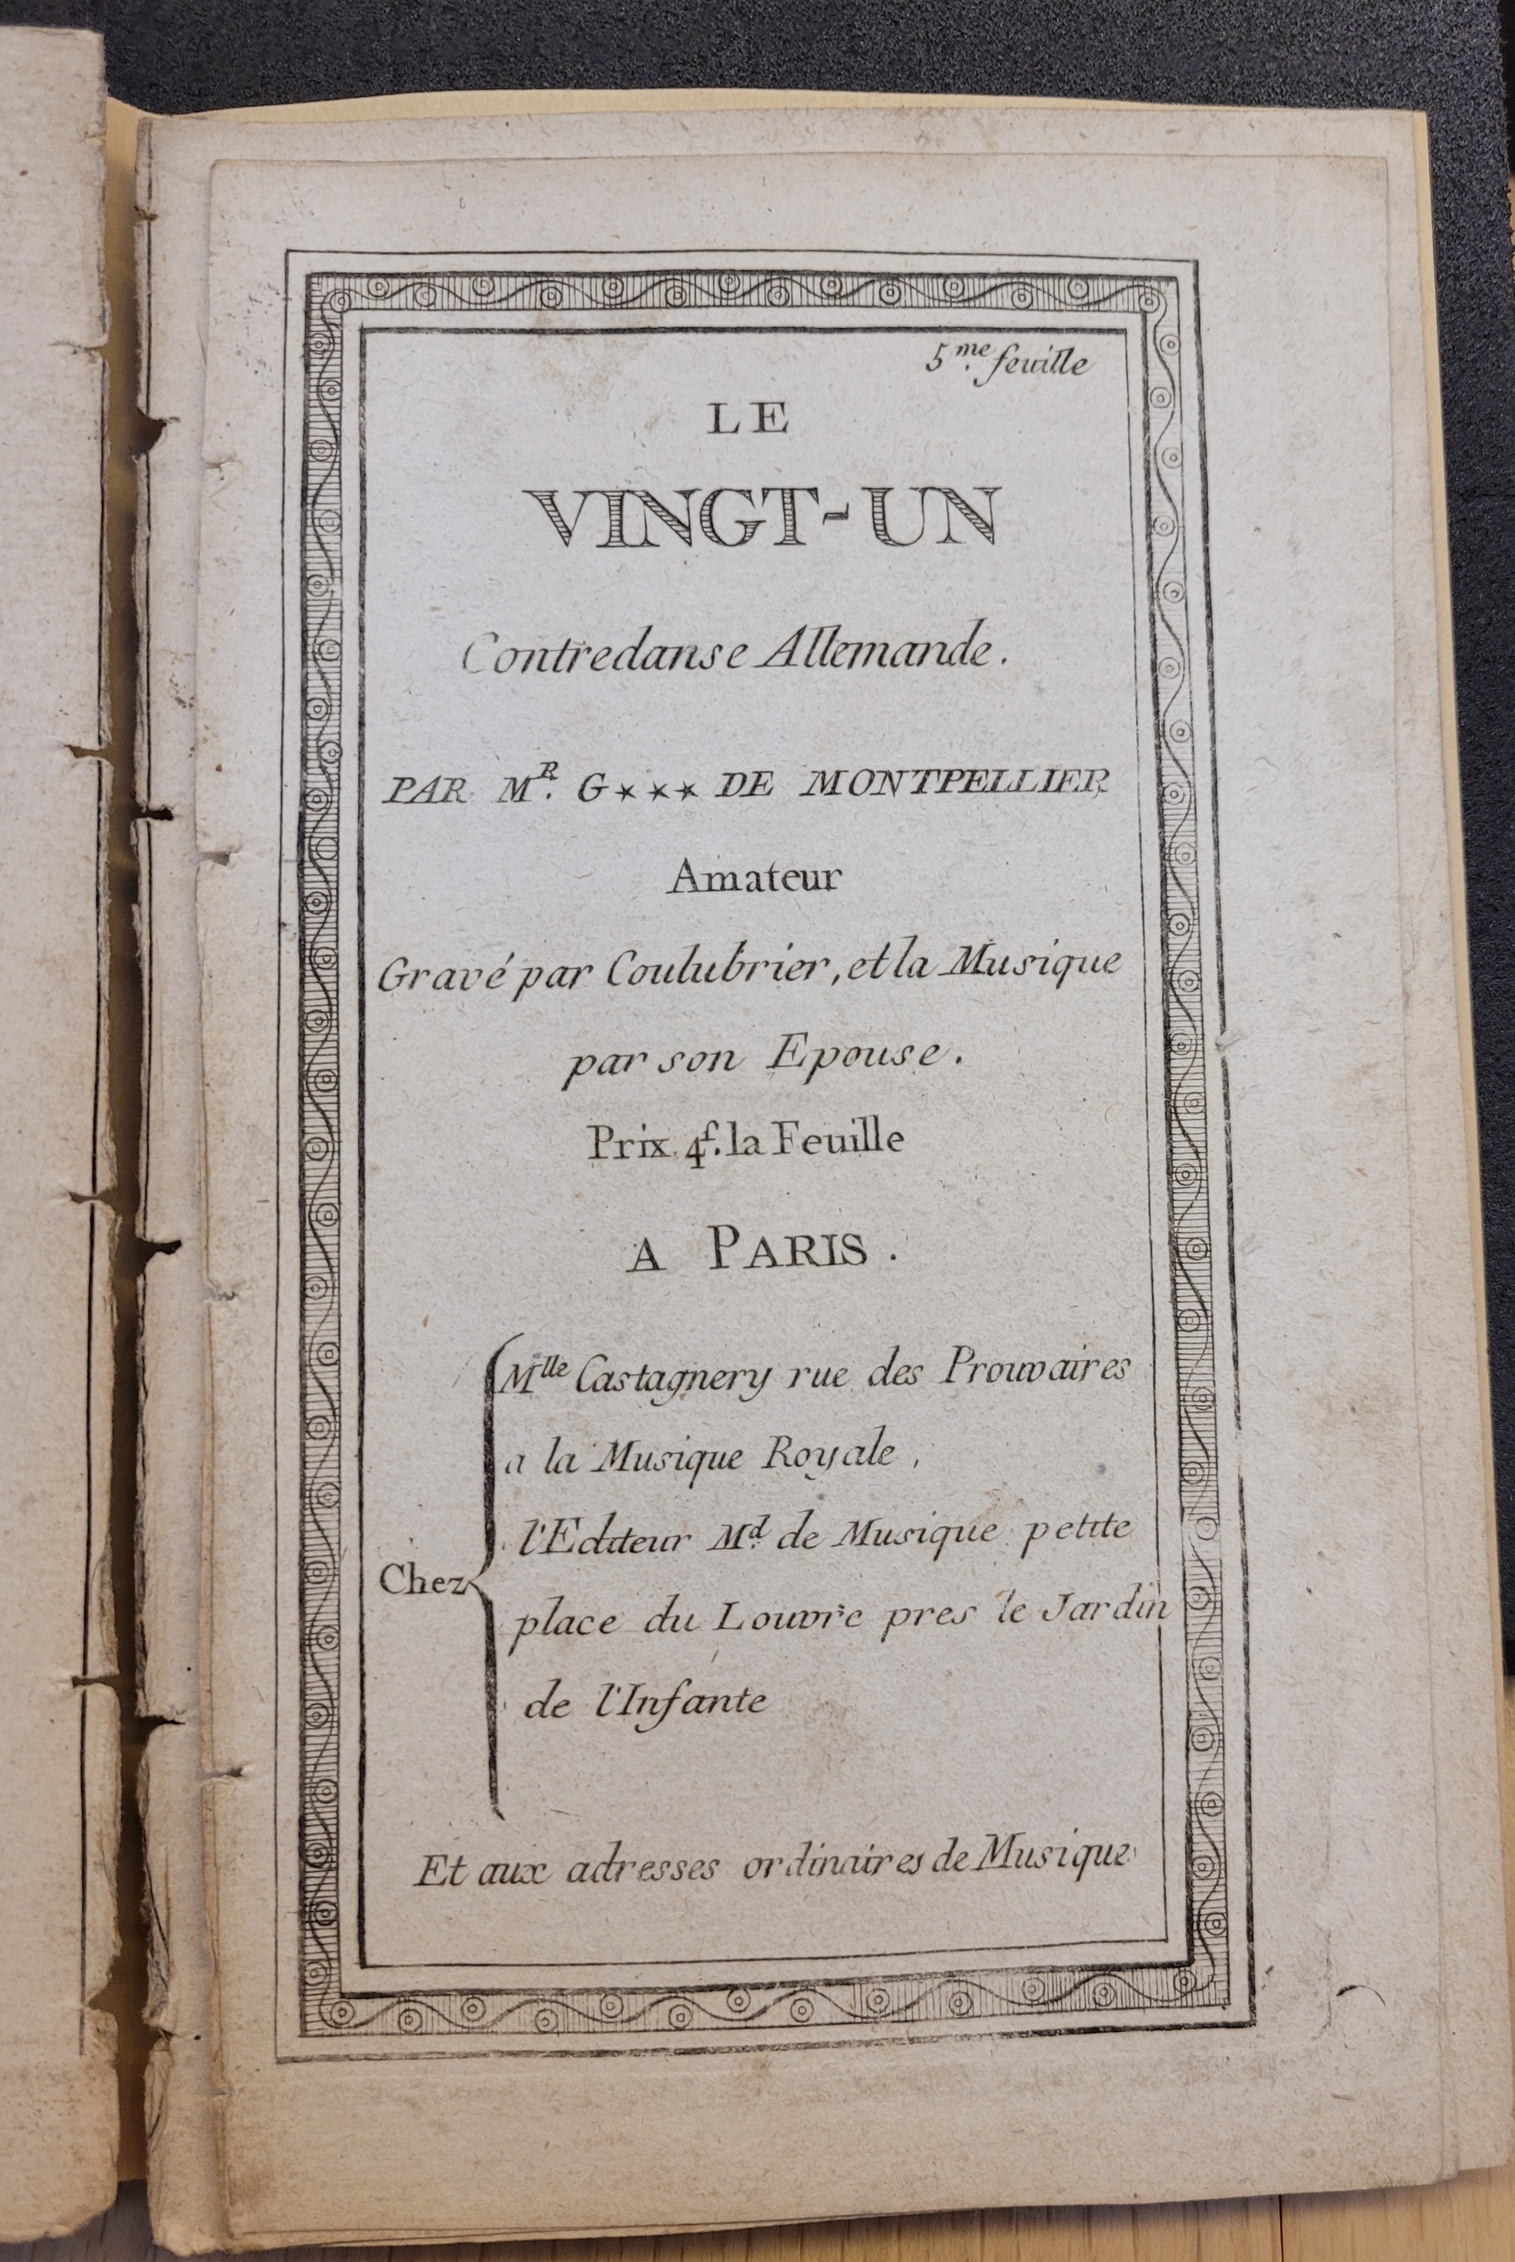 5.me feuille
LE
VINGT-UN
Contredanse Allemande.
PAR MR. G*** DE MONTPELLIER
Amateur
Gravé par Coulubrier, et la Musique
par son Epouse.
Prix 4f. la Feuille
A PARIS.
Mlle Castagnery rue des Prouvaires
a la Musique Royale,
l'Editeur Md. de Musique petite
Chez
place du Louvre pres le Jardin
de l'Infante
Et aux adresses ordinaires de Musique